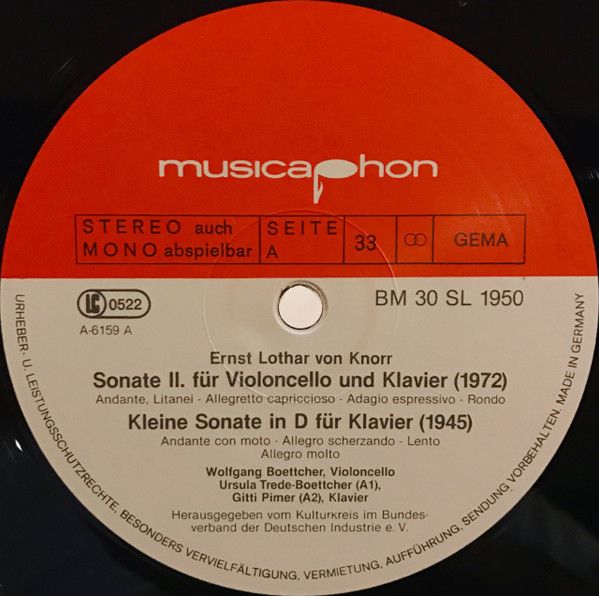 musicaphon
STEREO auch
MONO abspielbar
SEITE
A
33
GEMA
LC 0522
A-6159 A
BM 30 SL 1950
Ernst Lothar von Knorr
Sonate II. für Violoncello und Klavier (1972)
Andante, Litanei - Allegretto capriccioso - Adagio espressivo - Rondo
Kleine Sonate in D für Klavier (1945)
Andante con moto - Allegro scherzando - Lento
Allegro molto
Wolfgang Boettcher, Violoncello
Ursula Trede-Boettcher (A1),
Gitti Pirner (A2), Klavier
Herausgegeben vom Kulturkreis im Bundes-
verband der Deutschen Industrie e. V.
URHEBER- U. LEISTUNGSSCHUTZRECHTE, BESONDERS VERVIELFÄLTIGUNG, VERMIETUNG, AUFFÜHRUNG, SENDUNG VORBEHALTEN. MADE IN GERMANY